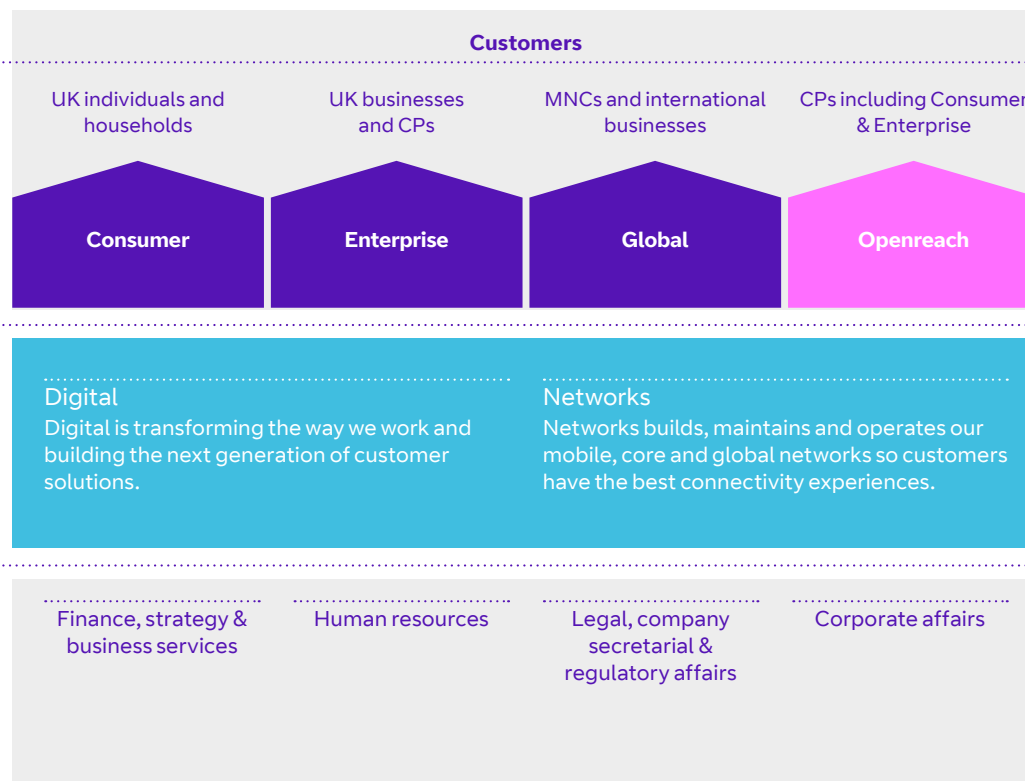 Customers
UK individuals and
households
UK businesses
and CPs
MNCs and international
businesses
CPs including Consumer
& Enterprise
Consumer
Enterprise
Global
Openreach
Digital
Digital is transforming the way we work and
building the next generation of customer
solutions.
Networks
Networks builds, maintains and operates our
mobile, core and global networks so customers
have the best connectivity experiences.
Finance, strategy &
business services
Human resources
Legal, company
secretarial &
regulatory affairs
Corporate affairs